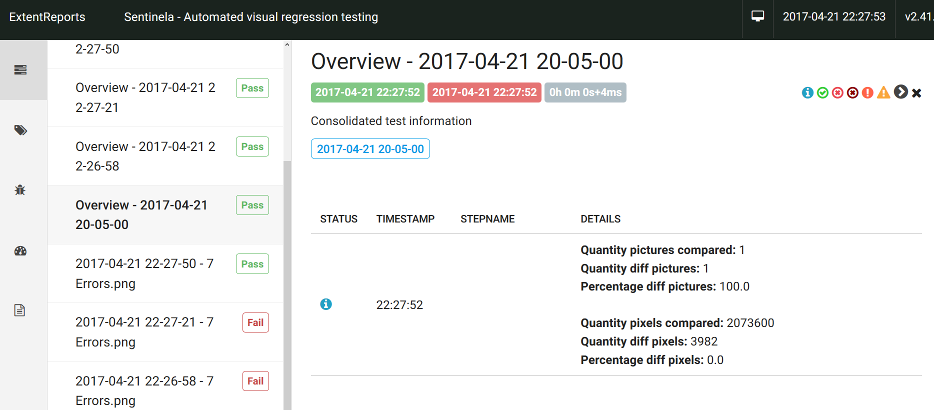 ExtentReports Sentinela - Automated visual regression testing 2017-04-21 22:27:53 v2.41.
2-27-50
Overview - 2017-04-21 2 Pass
2-27-21
Overview - 2017-04-21 2 Pass
2-26-58
Overview - 2017-04-21 Pass
20-05-00
2017-04-21 22-27-50 - 7 Pass
Errors.png
2017-04-21 22-27-21 - 7 Fail
Errors.png
2017-04-21 22-26-58 - 7 Fail
Errors.png
Overview - 2017-04-21 20-05-00
2017-04-21 22:27:52 2017-04-21 22:27:52 0h 0m 0s+4ms
Consolidated test information
2017-04-21 20-05-00
STATUS TIMESTAMP STEPNAME DETAILS
22:27:52
Quantity pictures compared: 1
Quantity diff pictures: 1
Percentage diff pictures: 100.0
Quantity pixels compared: 2073600
Quantity diff pixels: 3982
Percentage diff pixels: 0.0